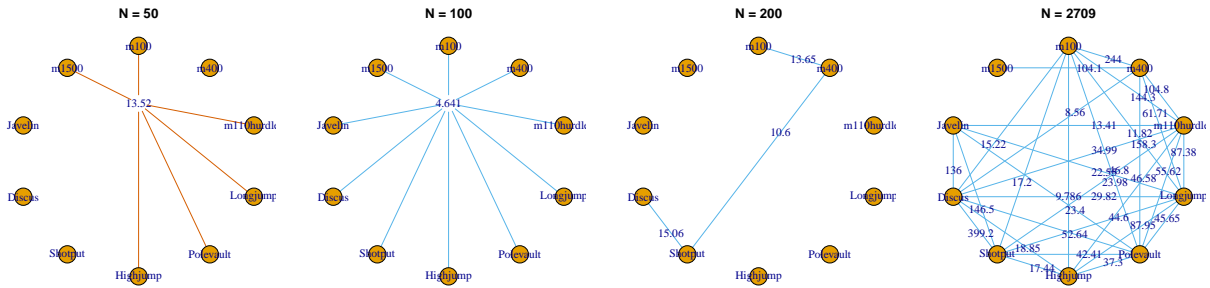 N = 50
m100
m1500
m400
13.52
Javelin
m110hurdle
Discus
Longjump
Shotput
Polevault
Highjump
N = 100
m100
m1500
m400
4.641
Javelin
m110hurdle
Discus
Longjump
Shotput
Polevault
Highjump
N = 200
m100
13.65
m1500
m400
Javelin
10.6
m110hurdle
Discus
Longjump
15.06
Shotput
Polevault
Highjump
N = 2709
m100
244
m1500
104.1
m400
104.8
144.3
8.56
61.71
Javelin
13.41
m110hurdle
11.82
15.22
158.3
34.99
87.38
136
46.8
55.62
17.2
23.98
46.58
Discus
9.786
29.82
Longjump
146.5
23.4
44.6
45.65
399.2
52.64
87.95
18.85
Shotput
42.41
Polevault
17.44
37.3
Highjump